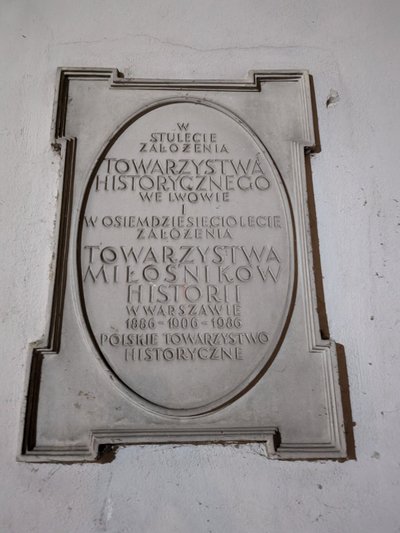 W
STULECIE
ZAŁOŻENIA
TOWARZYSTWA
HISTORYCZNEGO
WE LWOWIE
I
W OSIEMDZIESIĘCIOLECIE
ZAŁOŻENIA
TOWARZYSTWA
MIŁOŚNIKÓW
HISTORII
W WARSZAWIE
1886-1906-1986
POLSKIE TOWARZYSTWO
HISTORYCZNE